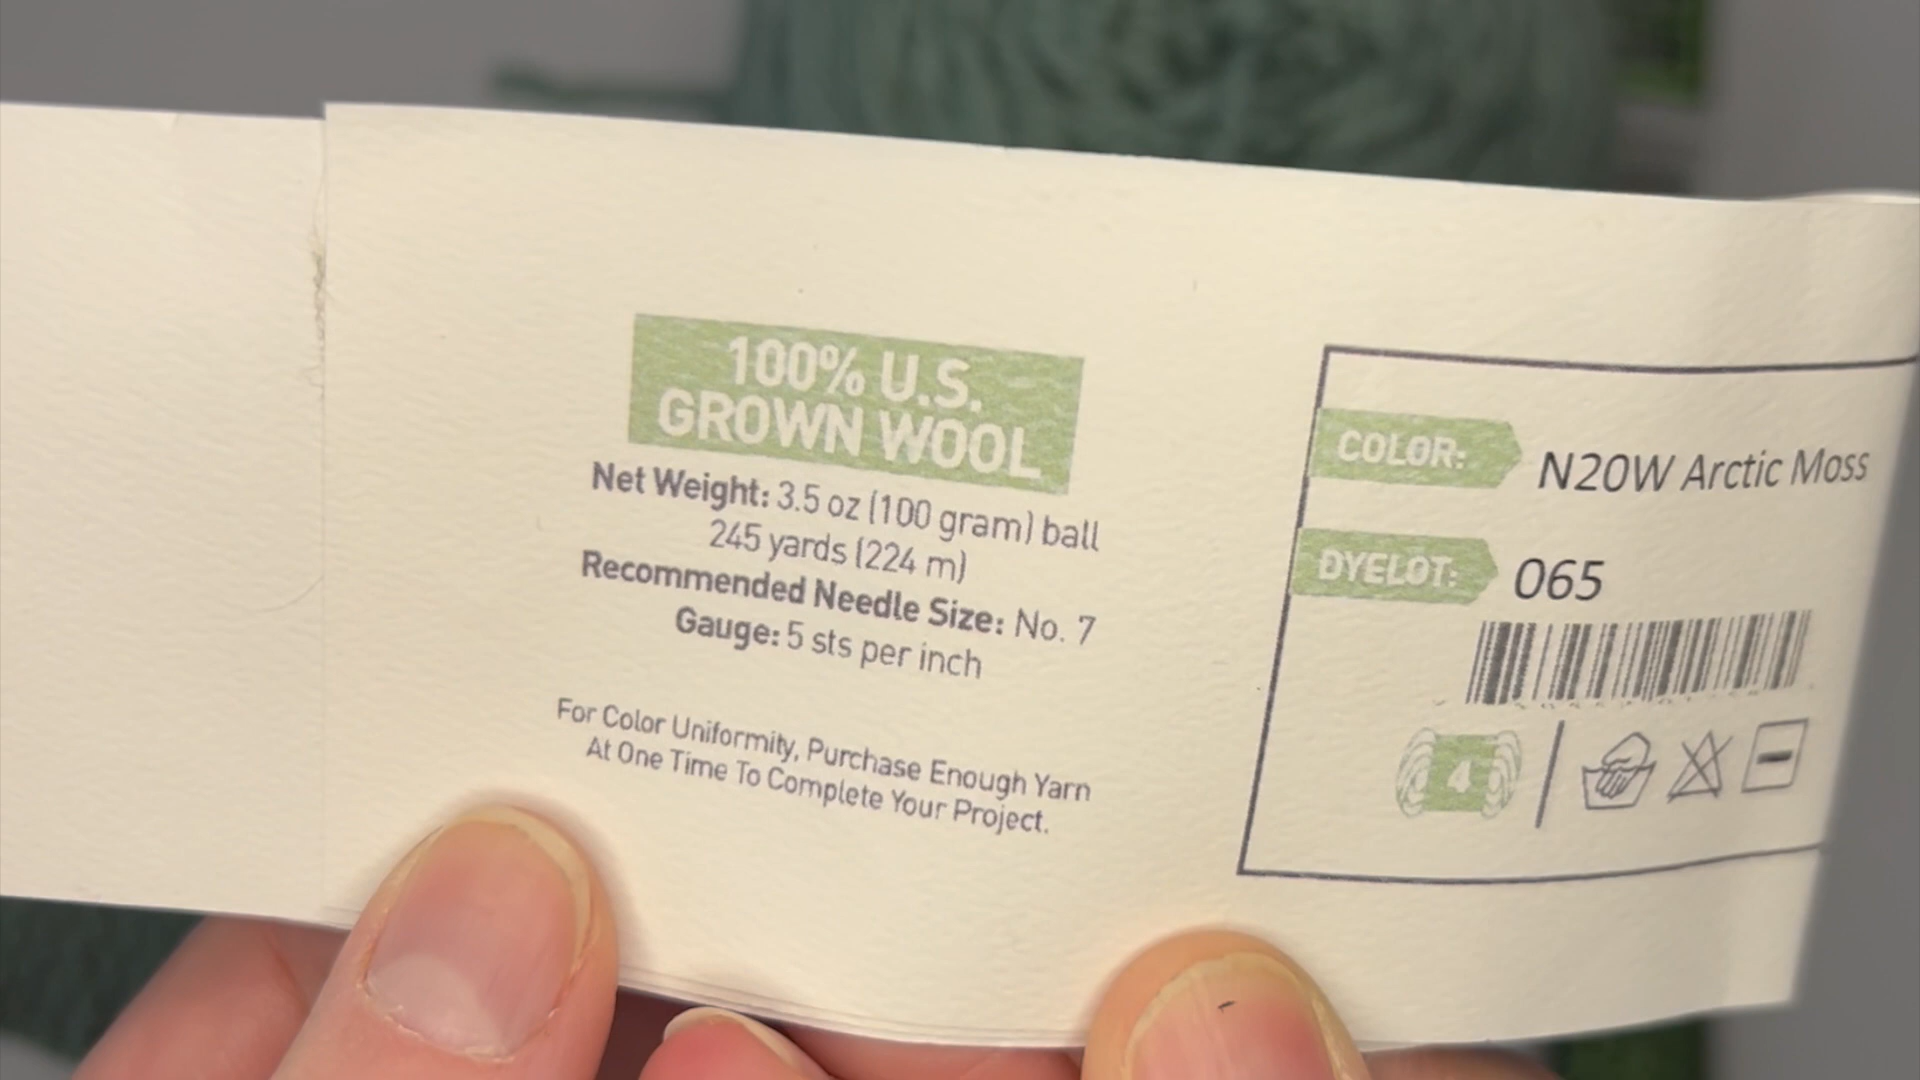 100% U.S.
GROWN WOOL
Net Weight: 3.5 oz (100 gram) ball
245 yards (224 m)
Recommended Needle Size: No. 7
Gauge: 5 sts per inch
For Color Uniformity, Purchase Enough Yarn
At One Time To Complete Your Project.
COLOR: N20W Arctic Moss
DYELOT: 065
4